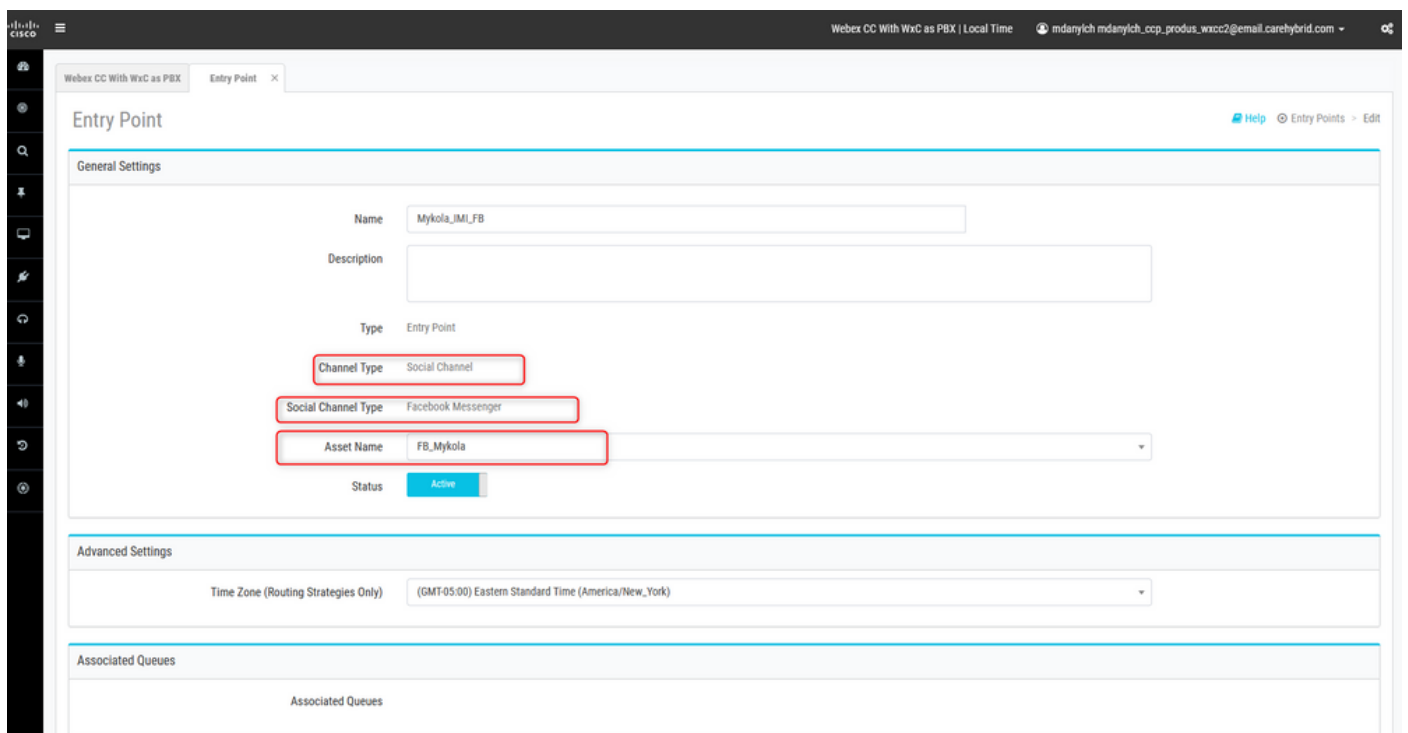 cisco
Webex CC With WxC as PBX | Local Time
mdanylch mdanylch_ccp_produs_wxcc2@email.carehybrid.com
Webex CC With WxC as PBX
Entry Point ×
Entry Point
Help
Entry Points > Edit
General Settings
Name Mykola_IMI_FB
Description
Type Entry Point
Channel Type Social Channel
Social Channel Type Facebook Messenger
Asset Name FB_Mykola
Status Active
Advanced Settings
Time Zone (Routing Strategies Only) (GMT-05:00) Eastern Standard Time (America/New_York)
Associated Queues
Associated Queues